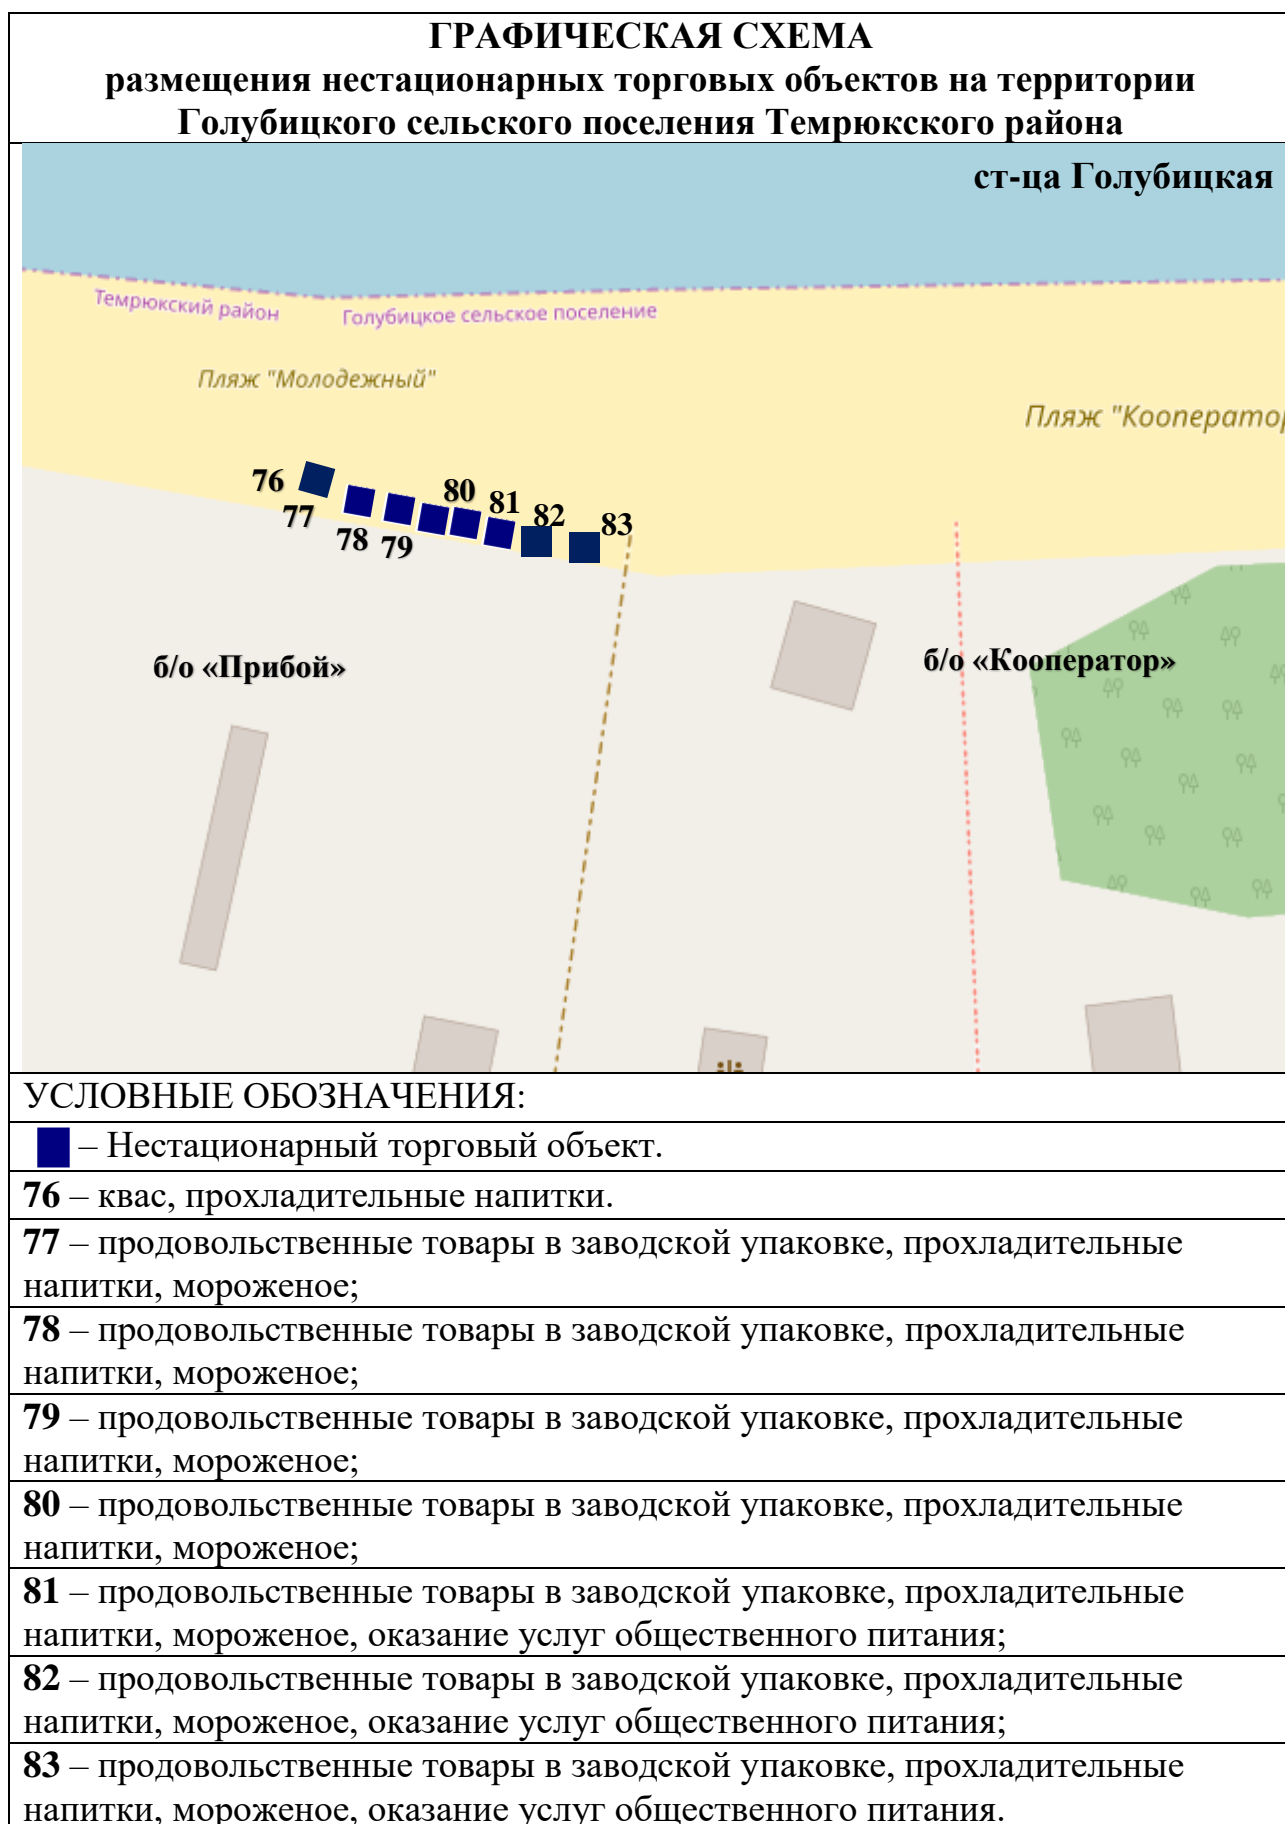 ГРАФИЧЕСКАЯ СХЕМА
размещения нестационарных торговых объектов на территории
Голубицкого сельского поселения Темрюкского района
ст-ца Голубицкая
Темрюкский район
Голубицкое сельское поселение
Пляж "Молодежный"
Пляж "Кооператор
76
77
78
79
80
81
82
83
б/о «Прибой»
б/о «Кооператор»
УСЛОВНЫЕ ОБОЗНАЧЕНИЯ:
– Нестационарный торговый объект.
76 – квас, прохладительные напитки.
77 – продовольственные товары в заводской упаковке, прохладительные
напитки, мороженое;
78 – продовольственные товары в заводской упаковке, прохладительные
напитки, мороженое;
79 – продовольственные товары в заводской упаковке, прохладительные
напитки, мороженое;
80 – продовольственные товары в заводской упаковке, прохладительные
напитки, мороженое;
81 – продовольственные товары в заводской упаковке, прохладительные
напитки, мороженое, оказание услуг общественного питания;
82 – продовольственные товары в заводской упаковке, прохладительные
напитки, мороженое, оказание услуг общественного питания;
83 – продовольственные товары в заводской упаковке, прохладительные
напитки, мороженое, оказание услуг общественного питания.